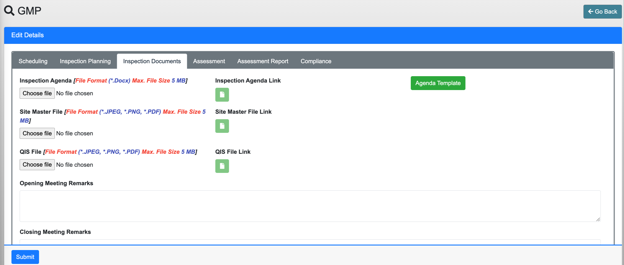 GMP
Go Back
Edit Details
Scheduling Inspection Planning Inspection Documents Assessment Assessment Report Compliance
Inspection Agenda [File Format (*.Docx) Max. File Size 5 MB] Inspection Agenda Link Agenda Template
Choose file No file chosen
Site Master File [File Format (*.JPEG, *.PNG, *.PDF) Max. File Size 5 Site Master File Link
MB]
Choose file No file chosen
QIS File [File Format (*.JPEG, *.PNG, *.PDF) Max. File Size 5 MB] QIS File Link
Choose file No file chosen
Opening Meeting Remarks
Closing Meeting Remarks
Submit